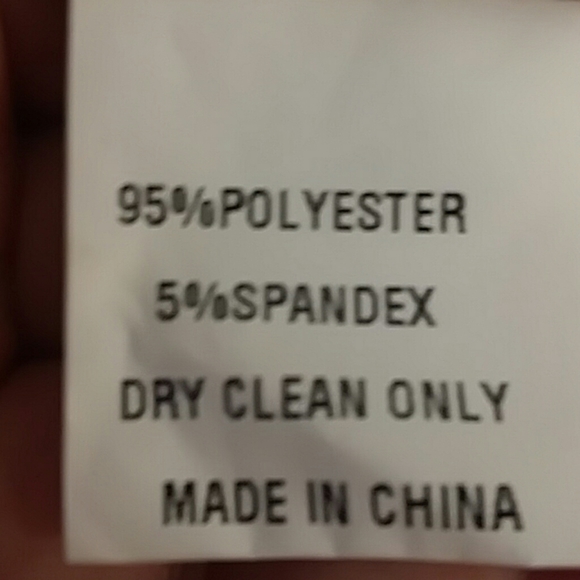 95%POLYESTER
5%SPANDEX
DRY CLEAN ONLY
MADE IN CHINA